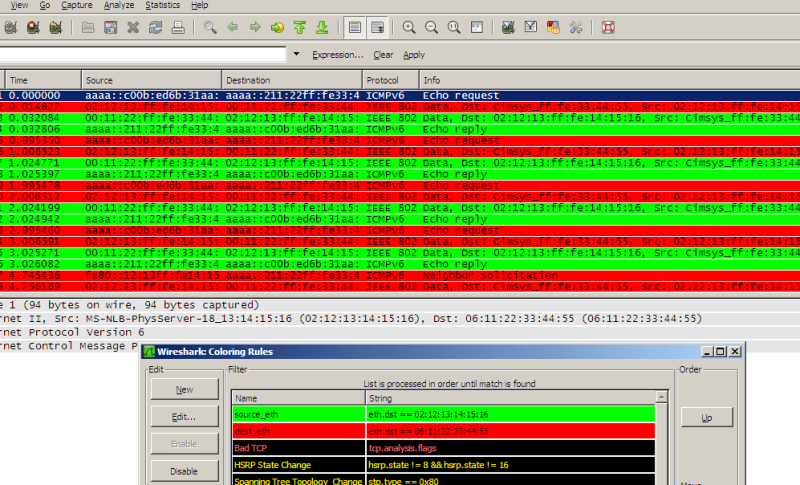 View Go Capture Analyze Statistics Help
Expression... Clear Apply
Time Source Destination Protocol Info
1 0.000000 aaaa::c00b:ed6b:31aa: aaaa::211:22ff:fe33:4 ICMPv6 Echo request
2 0.014827 02:12:13:ff:fe:14:15: 00:11:22:ff:fe:33:44: IEEE 802 Data, Dst: Cimsys_ff:fe:33:44:55, Src: 02:12:13:ff:fe:14:15
3 0.032084 00:11:22:ff:fe:33:44: 02:12:13:ff:fe:14:15: IEEE 802 Data, Dst: 02:12:13:ff:fe:14:15:16, Src: Cimsys_ff:fe:33:44
4 0.032806 aaaa::211:22ff:fe33:4 aaaa::c00b:ed6b:31aa: ICMPv6 Echo reply
5 0.995350 aaaa::c00b:ed6b:31aa: aaaa::211:22ff:fe33:4 ICMPv6 Echo request
6 1.006523 02:12:13:ff:fe:14:15: 00:11:22:ff:fe:33:44: IEEE 802 Data, Dst: Cimsys_ff:fe:33:44:55, Src: 02:12:13:ff:fe:14:15
7 1.024771 00:11:22:ff:fe:33:44: 02:12:13:ff:fe:14:15: IEEE 802 Data, Dst: 02:12:13:ff:fe:14:15:16, Src: Cimsys_ff:fe:33:44
8 1.025397 aaaa::211:22ff:fe33:4 aaaa::c00b:ed6b:31aa: ICMPv6 Echo reply
9 1.995478 aaaa::c00b:ed6b:31aa: aaaa::211:22ff:fe33:4 ICMPv6 Echo request
0 2.006512 02:12:13:ff:fe:14:15: 00:11:22:ff:fe:33:44: IEEE 802 Data, Dst: Cimsys_ff:fe:33:44:55, Src: 02:12:13:ff:fe:14:15
2.024199 00:11:22:ff:fe:33:44: 02:12:13:ff:fe:14:15: IEEE 802 Data, Dst: 02:12:13:ff:fe:14:15:16, Src: Cimsys_ff:fe:33:44
2 2.024942 aaaa::211:22ff:fe33:4 aaaa::c00b:ed6b:31aa: ICMPv6 Echo reply
3 2.995460 aaaa::c00b:ed6b:31aa: aaaa::211:22ff:fe33:4 ICMPv6 Echo request
4 3.006591 02:12:13:ff:fe:14:15: 00:11:22:ff:fe:33:44: IEEE 802 Data, Dst: Cimsys_ff:fe:33:44:55, Src: 02:12:13:ff:fe:14:15
5 3.025271 00:11:22:ff:fe:33:44: 02:12:13:ff:fe:14:15: IEEE 802 Data, Dst: 02:12:13:ff:fe:14:15:16, Src: Cimsys_ff:fe:33:44
6 3.026082 aaaa::211:22ff:fe33:4 aaaa::c00b:ed6b:31aa: ICMPv6 Echo reply
7 4.745436 fe80::12:13ff:fe14:15 aaaa::211:22ff:fe33:4 ICMPv6 Neighbor solicitation
8 4.756169 02:12:13:ff:fe:14:15: 00:11:22:ff:fe:33:44: IEEE 802 Data, Dst: Cimsys_ff:fe:33:44:55, Src: 02:12:13:ff:fe:14:15
e 1 (94 bytes on wire, 94 bytes captured)
rnet II, Src: MS-NLB-PhysServer-18_13:14:15:16 (02:12:13:14:15:16), Dst: 06:11:22:33:44:55 (06:11:22:33:44:55)
rnet Protocol Version 6
rnet Control Message P
Wireshark: Coloring Rules
Edit Filter Order
List is processed in order until match is found
New
Name String
Edit...
source_eth eth.dst == 02:12:13:14:15:16
Up
dest_eth eth.dst == 06:11:22:33:44:55
Enable
Bad TCP tcp.analysis.flags
HSRP State Change hsrp.state != 8 && hsrp.state != 16
Disable
Spanning Tree Topology Change stp.type == 0x80
Move